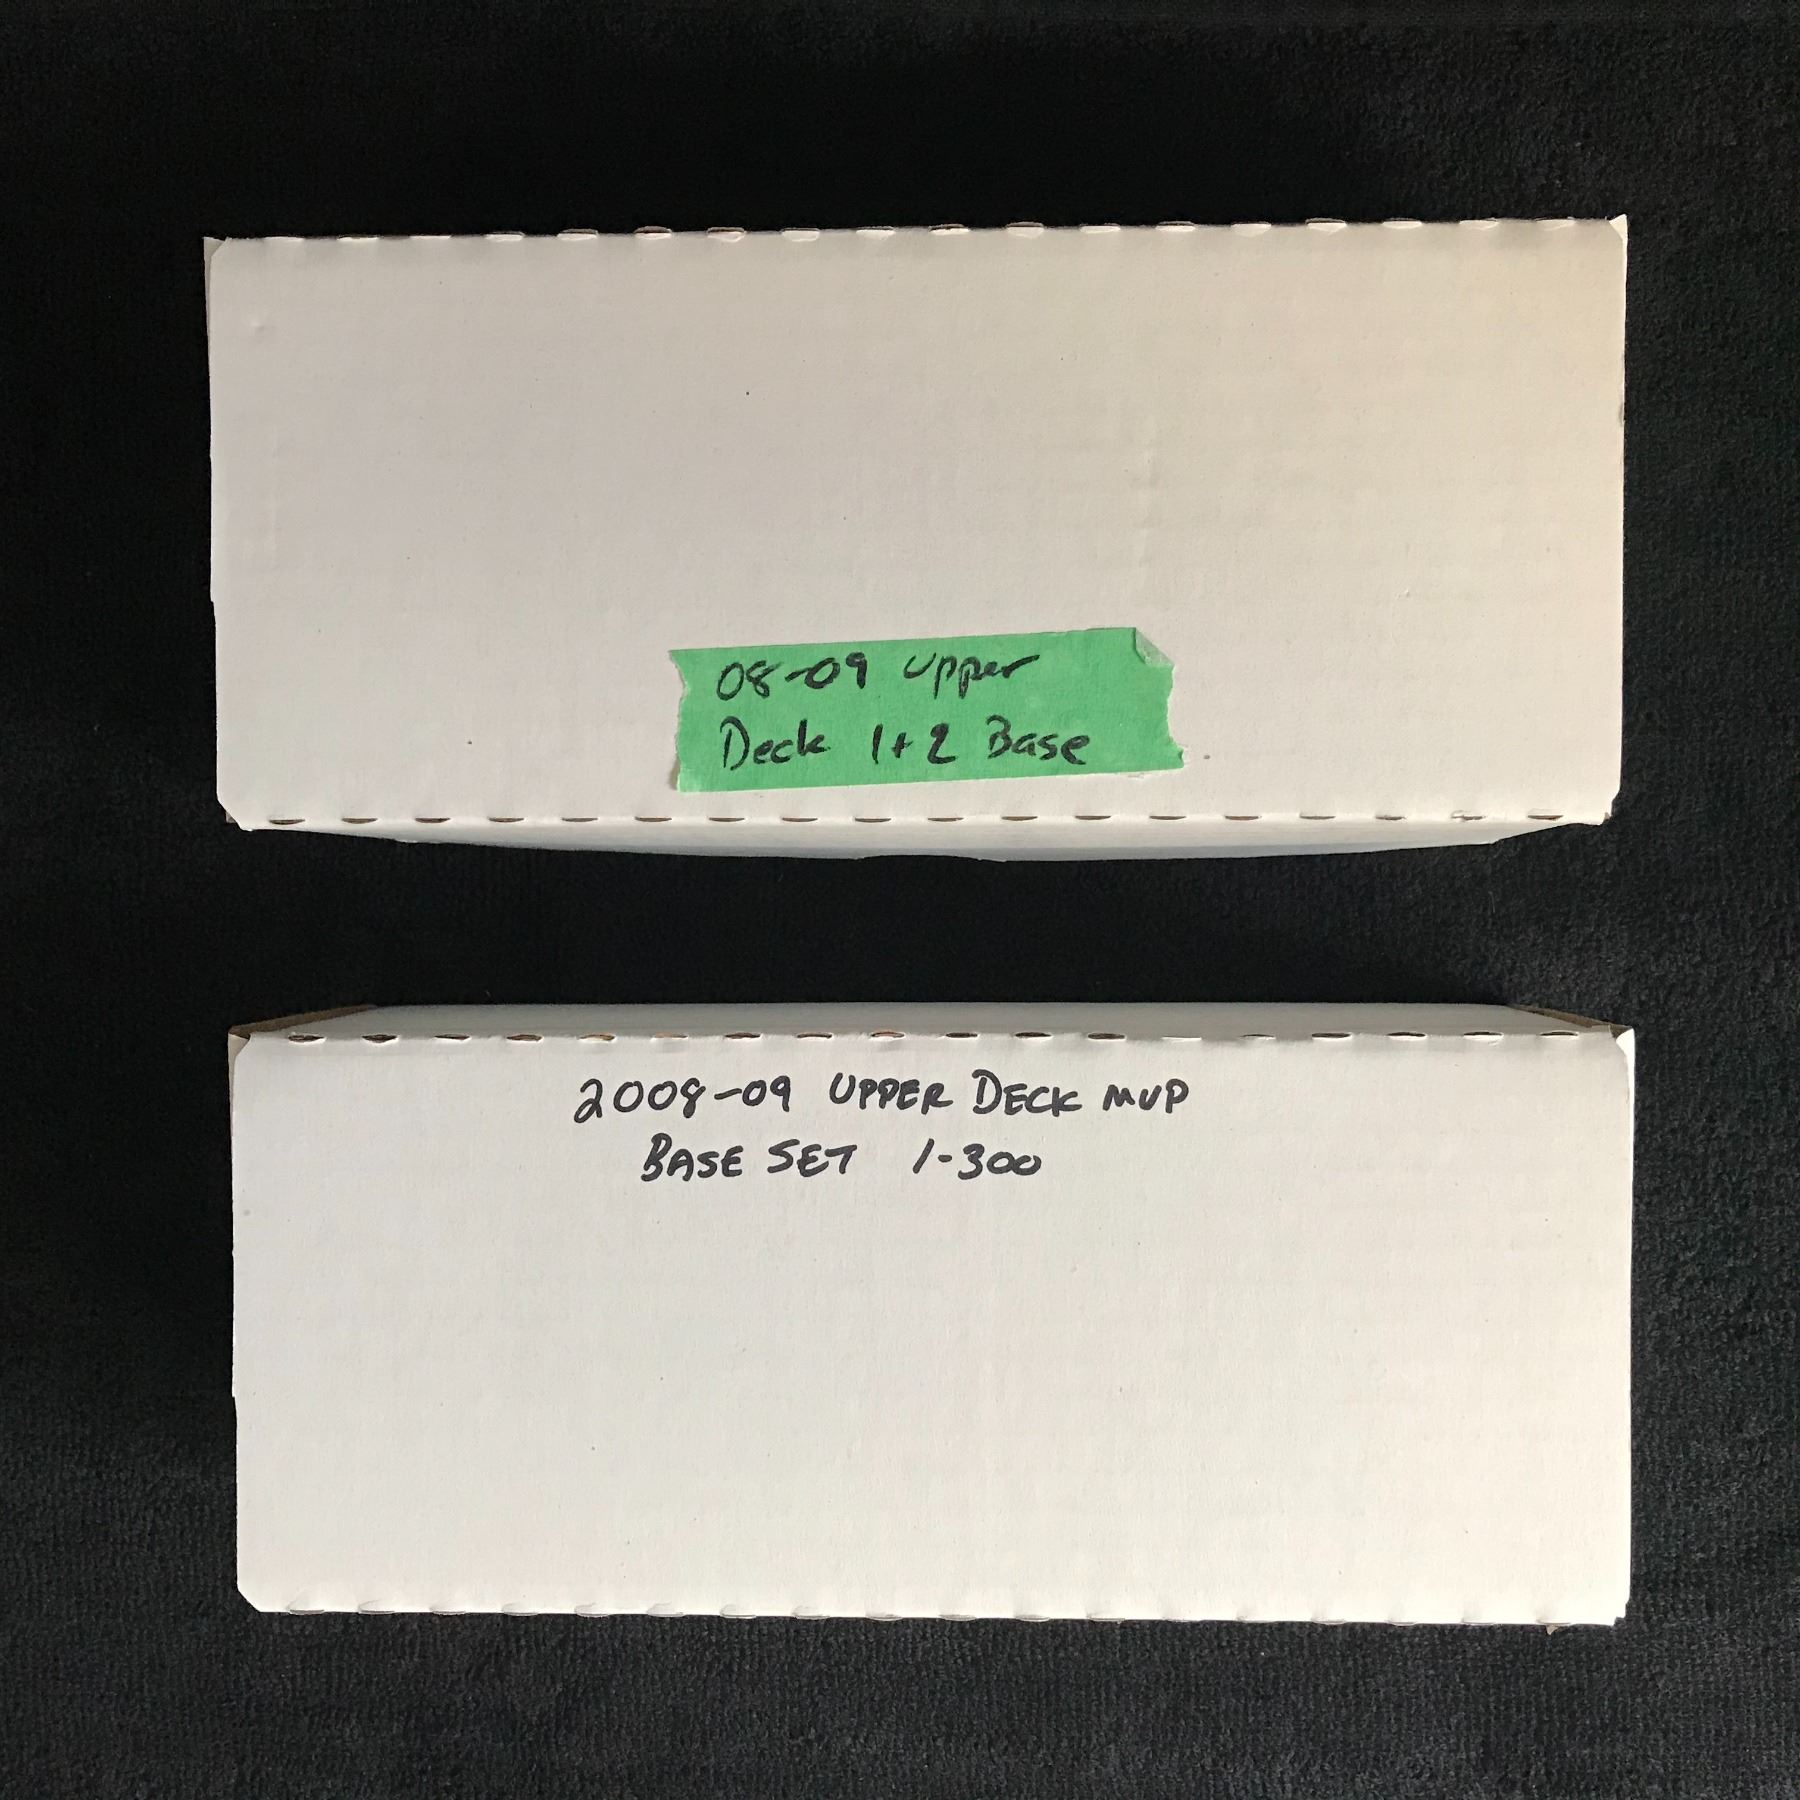 08-09 Upper
Deck 1+2 Base
2008-09 UPPER DECK MVP
BASE SET 1-300